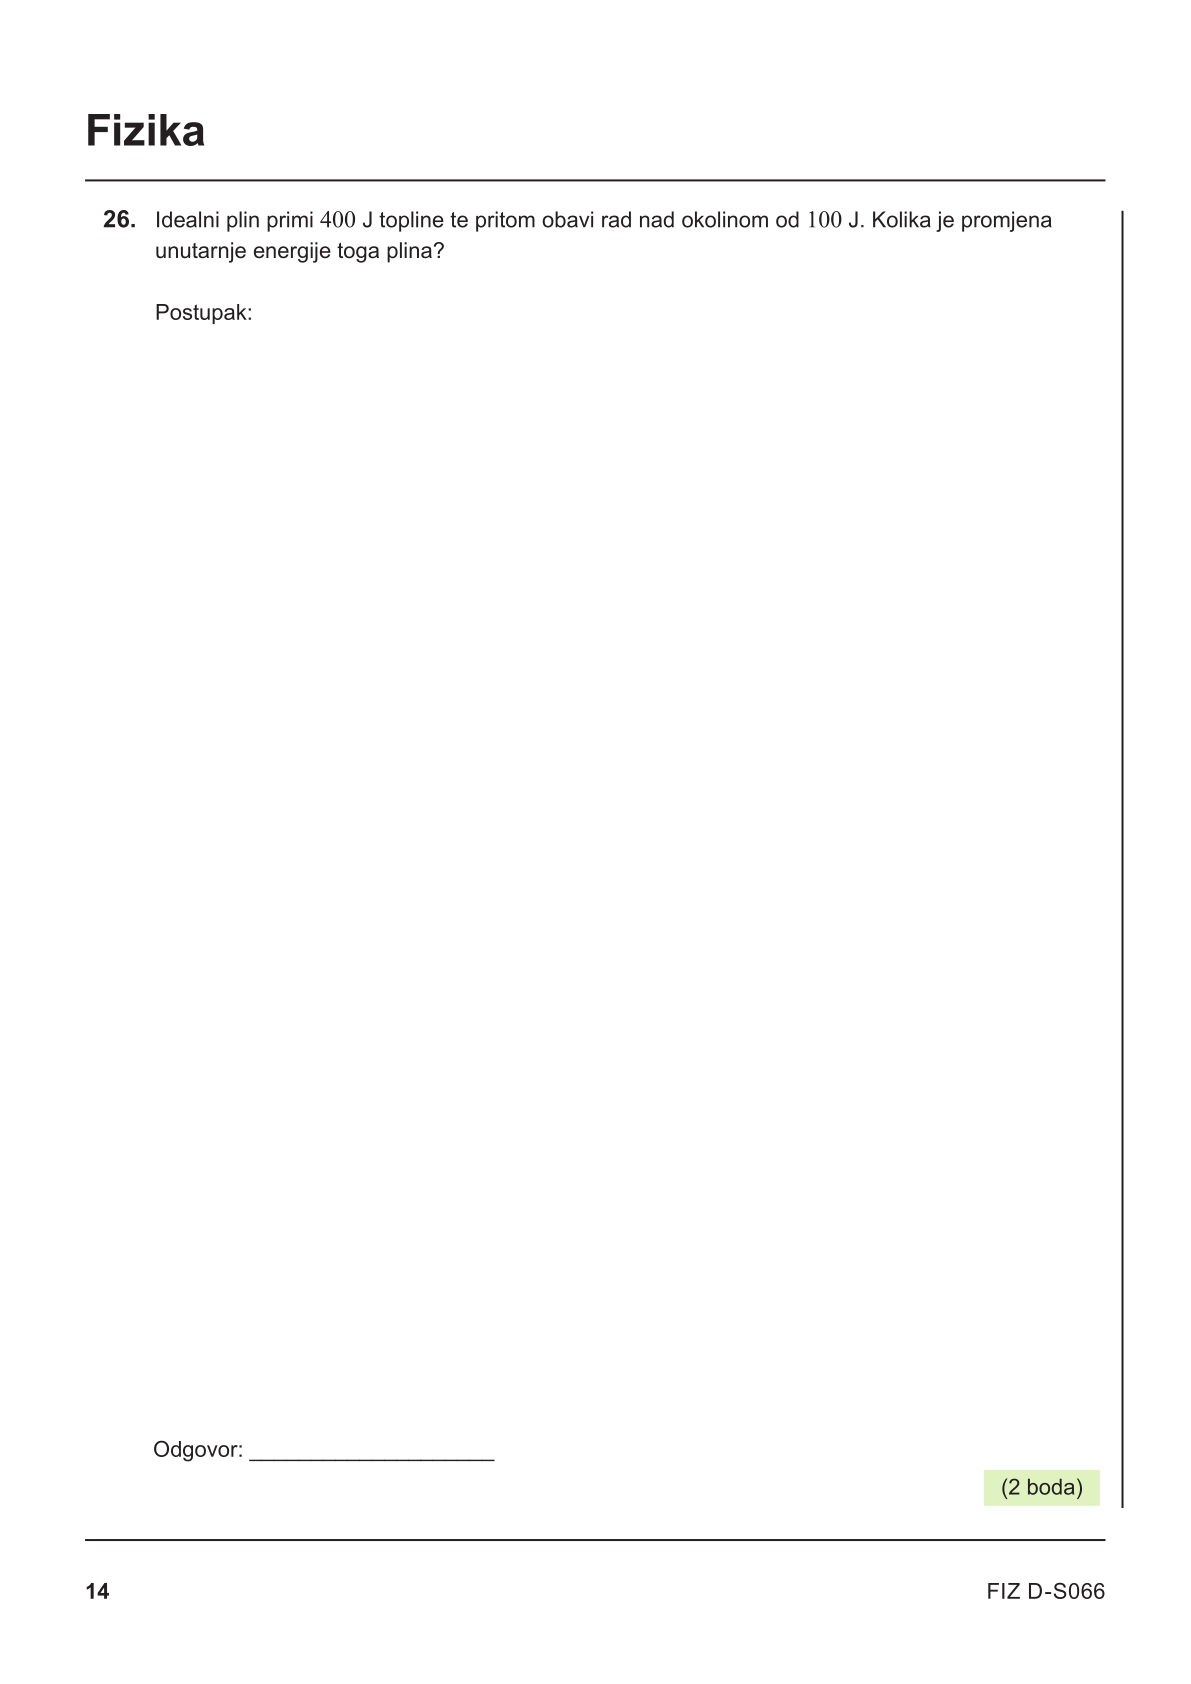 Fizika
26. Idealni plin primi 400 J topline te pritom obavi rad nad okolinom od 100 J. Kolika je promjena
unutarnje energije toga plina?
Postupak:
Odgovor: ____________________
(2 boda)
14 FIZ D-S066